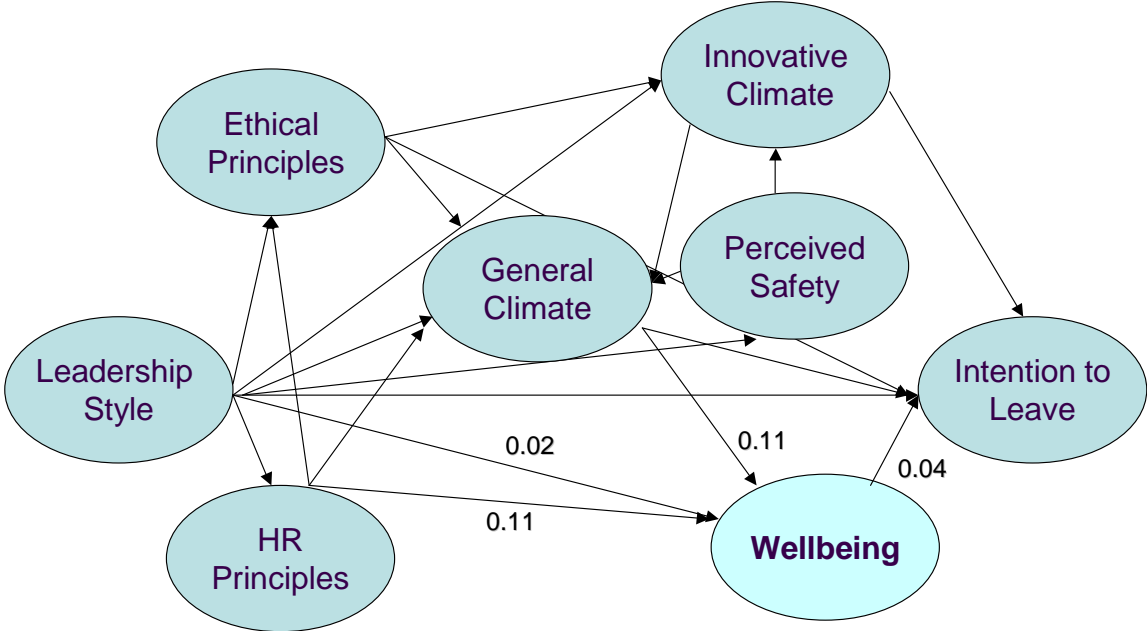 Innovative
Climate
Ethical
Principles
Perceived
Safety
General
Climate
Leadership
Style
Intention to
Leave
0.02
0.11
0.04
0.11
Wellbeing
HR
Principles